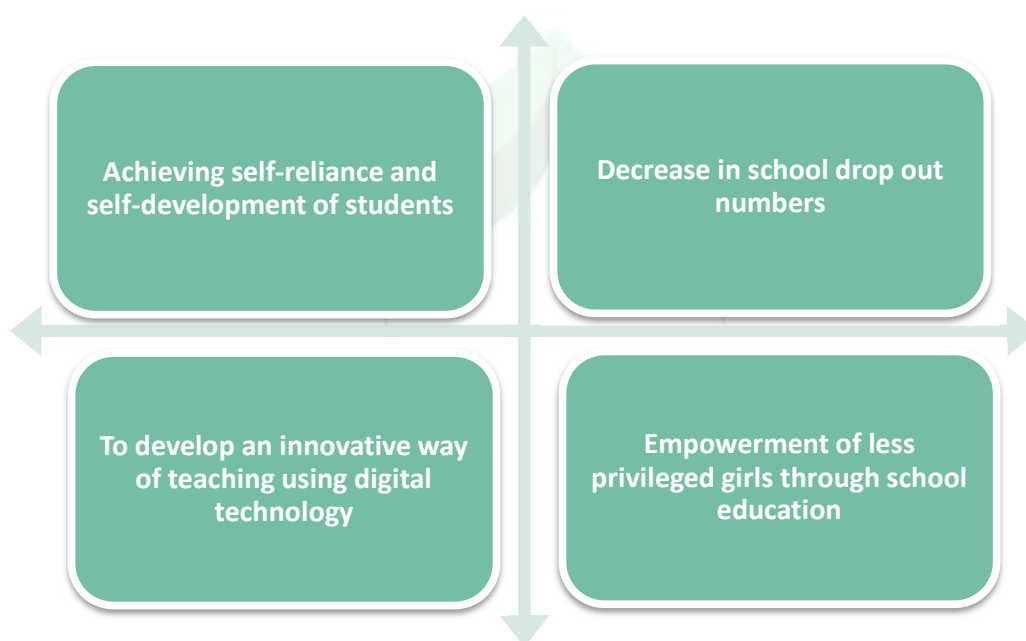 Achieving self-reliance and
self-development of students
Decrease in school drop out
numbers
To develop an innovative way
of teaching using digital
technology
Empowerment of less
privileged girls through school
education